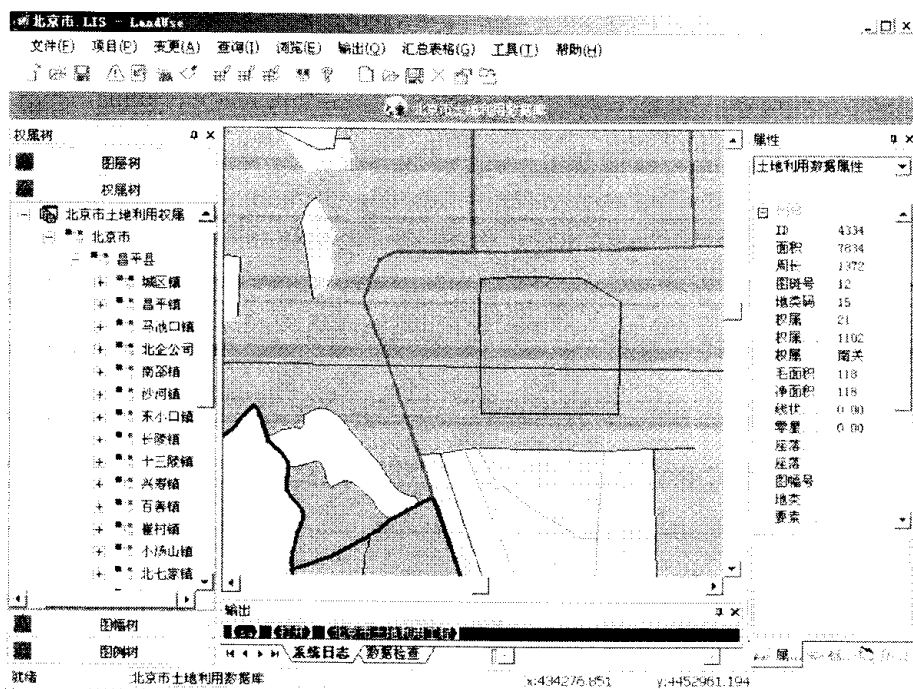 北京市.LIS - LandUse
文件(F) 项目(P) 变更(A) 查询(I) 浏览(E) 输出(O) 汇总表格(G) 工具(T) 帮助(H)
北京市土地利用数据库
权属树
图层树
权属树
北京市土地利用权属
北京市
昌平县
城区镇
昌平镇
马池口镇
北企公司
南邵镇
沙河镇
东小口镇
长陵镇
十三陵镇
兴寿镇
百善镇
崔村镇
小汤山镇
北七家镇
图幅树
图例树
属性
土地利用数据属性
ID 4334
面积 7834
周长 1372
图斑号 12
地类码 15
权属 21
权属... 1102
权属 南关
毛面积 118
净面积 118
线状... 0.00
零星... 0.00
座落
座落
图幅号
地类
要素
输出
系统日志 数据检查
属...
就绪 北京市土地利用数据库 x:434276.851 y:4452961.194